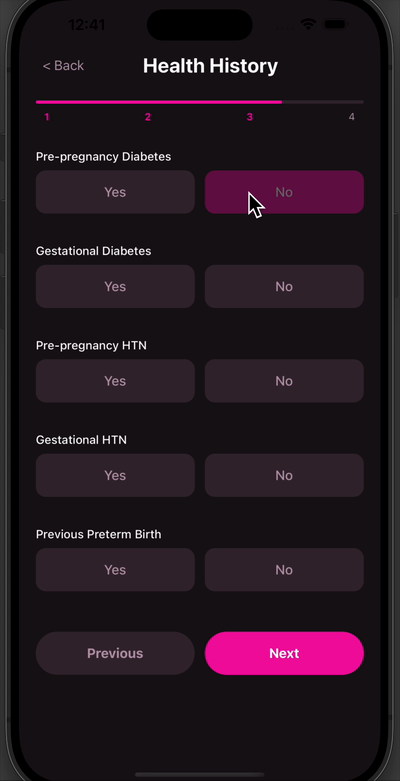 12:41
< Back Health History
1 2 3 4
Pre-pregnancy Diabetes
Yes No
Gestational Diabetes
Yes No
Pre-pregnancy HTN
Yes No
Gestational HTN
Yes No
Previous Preterm Birth
Yes No
Previous Next